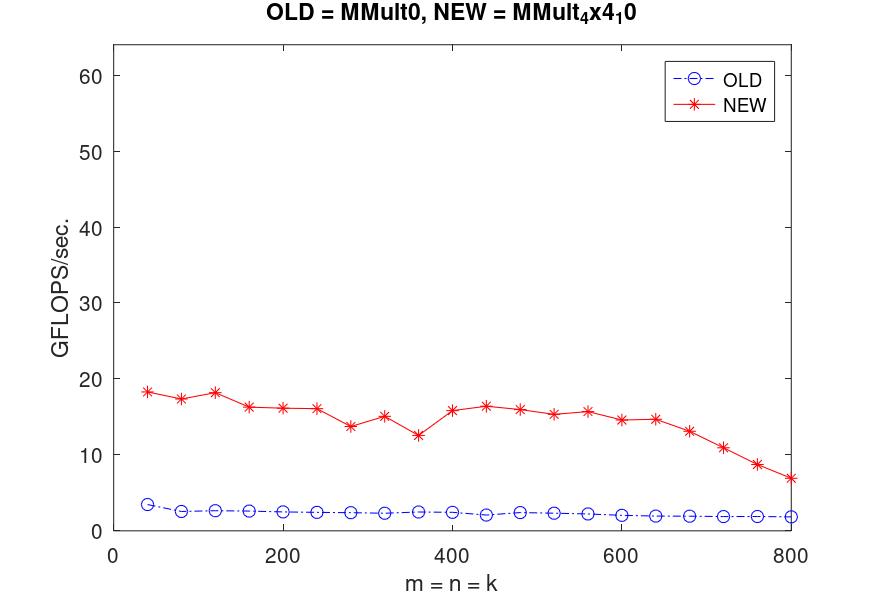 OLD = MMult0, NEW = MMult₄x4₁0
60
50
40
30
20
10
0
GFLOPS/sec.
OLD
NEW
0 200 400 600 800
m = n = k